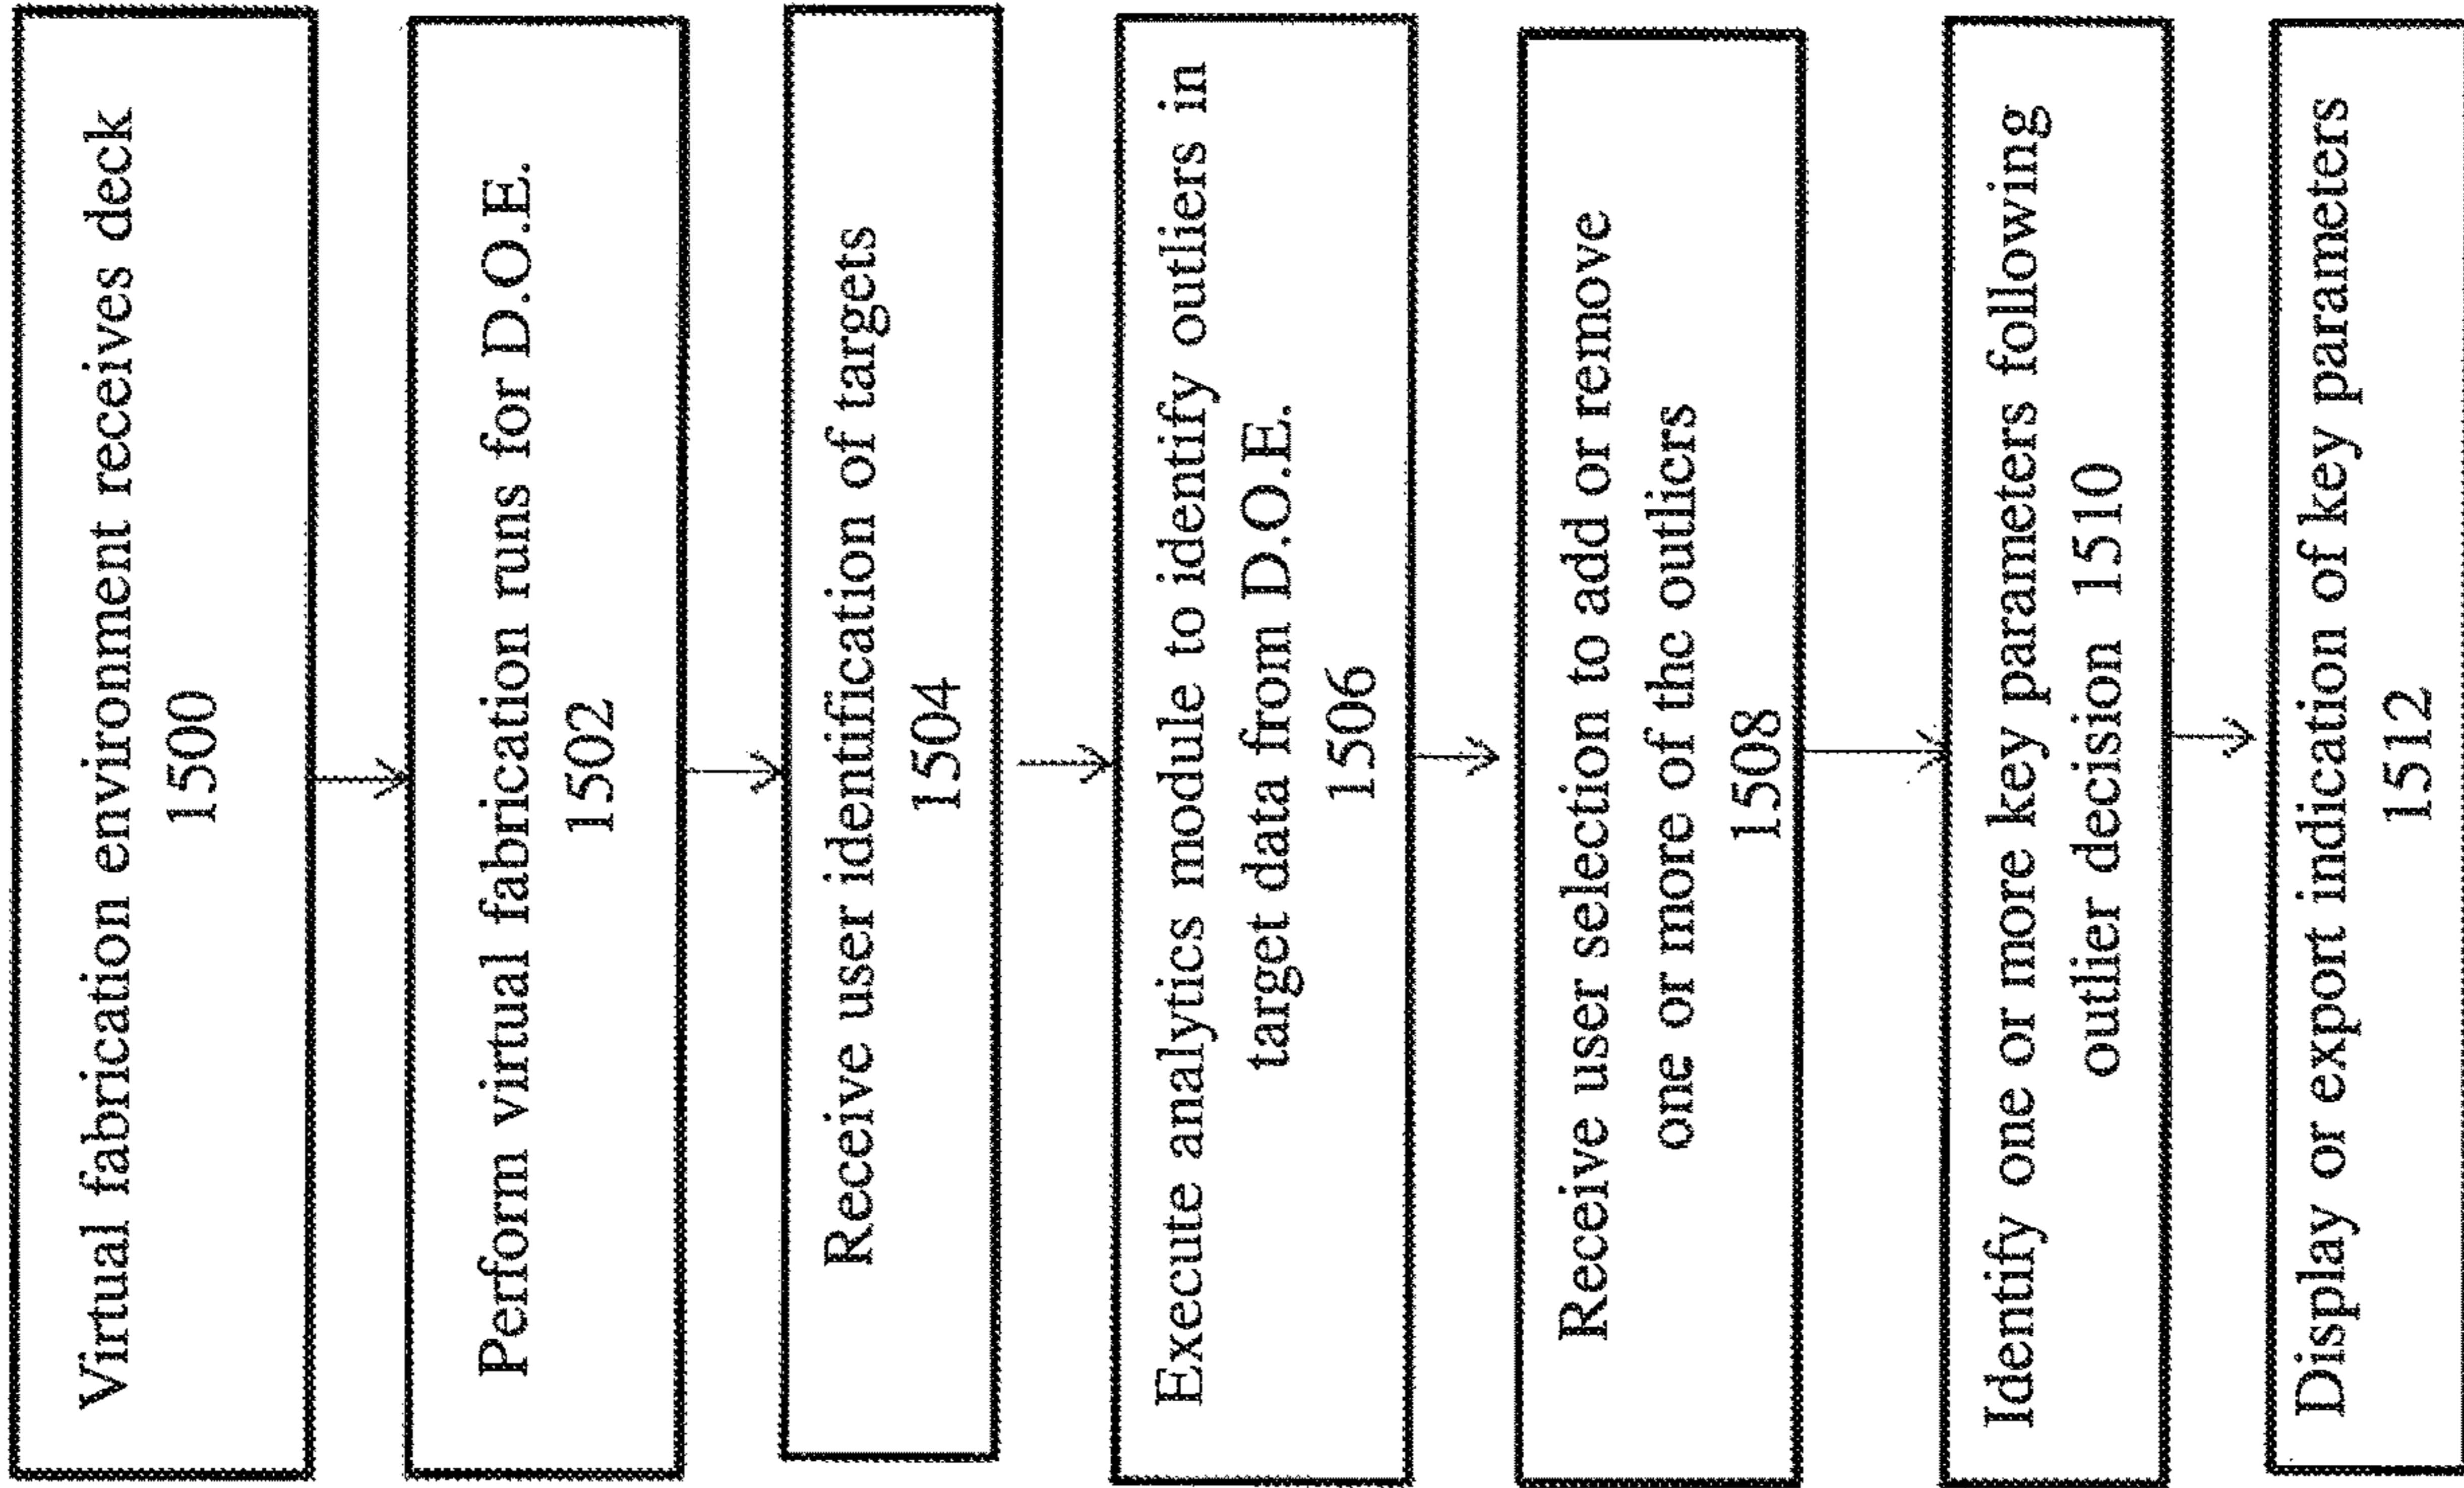 Virtual fabrication environment receives deck
1500
Perform virtual fabrication runs for D.O.E.
1502
Receive user identification of targets
1504
Execute analytics module to identify outliers in
target data from D.O.E.
1506
Receive user selection to add or remove
one or more of the outliers
1508
Identify one or more key parameters following
outlier decision 1510
Display or export indication of key parameters
1512